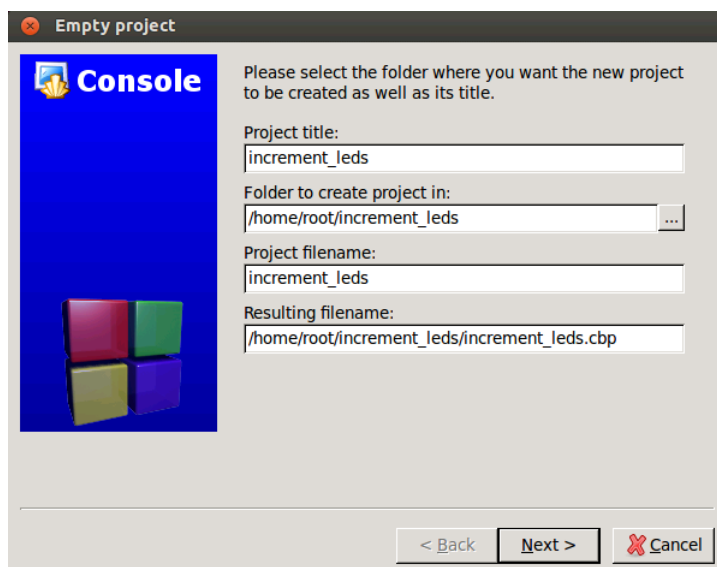 Empty project
Console
Please select the folder where you want the new project
to be created as well as its title.
Project title:
increment_leds
Folder to create project in:
/home/root/increment_leds
...
Project filename:
increment_leds
Resulting filename:
/home/root/increment_leds/increment_leds.cbp
< Back
Next >
Cancel